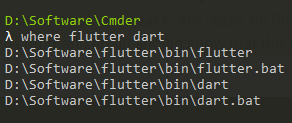 D:\Software\Cmder
λ where flutter dart
D:\Software\flutter\bin\flutter
D:\Software\flutter\bin\flutter.bat
D:\Software\flutter\bin\dart
D:\Software\flutter\bin\dart.bat